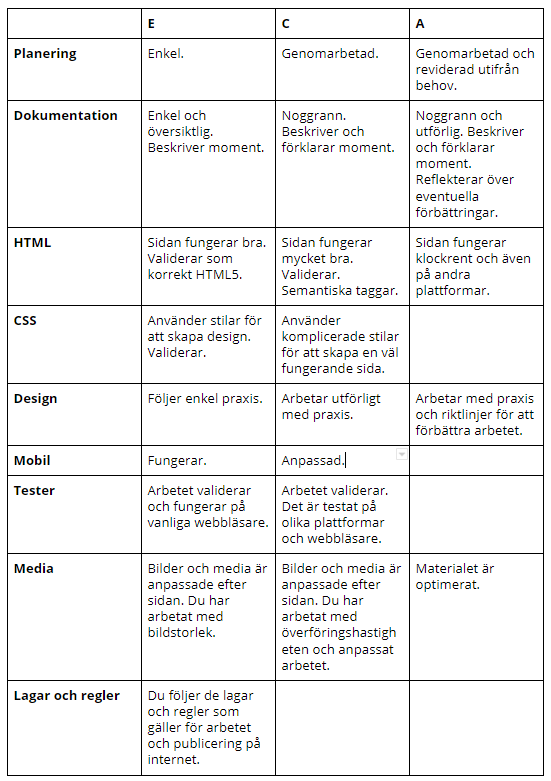 E
C
A
Planering
Enkel.
Genomarbetad.
Genomarbetad och
reviderad utifrån
behov.
Dokumentation
Enkel och
översiktlig.
Beskriver moment.
Noggrann.
Beskriver och
förklarar moment.
Noggrann och
utförlig. Beskriver
och förklarar
moment.
Reflekterar över
eventuella
förbättringar.
HTML
Sidan fungerar bra.
Validerar som
korrekt HTML5.
Sidan fungerar
mycket bra.
Validerar.
Semantiska taggar.
Sidan fungerar
klockrent och även
på andra
plattformar.
CSS
Använder stilar för
att skapa design.
Validerar.
Använder
komplicerade stilar
för att skapa en väl
fungerande sida.
Design
Följer enkel praxis.
Arbetar utförligt
med praxis.
Arbetar med praxis
och riktlinjer för att
förbättra arbetet.
Mobil
Fungerar.
Anpassad.
Tester
Arbetet validerar
och fungerar på
vanliga webbläsare.
Arbetet validerar.
Det är testat på
olika plattformar
och webbläsare.
Media
Bilder och media är
anpassade efter
sidan. Du har
arbetat med
bildstorlek.
Bilder och media är
anpassade efter
sidan. Du har
arbetat med
överföringshastigh
eten och anpassat
arbetet.
Materialet är
optimerat.
Lagar och regler
Du följer de lagar
och regler som
gäller för arbetet
och publicering på
internet.